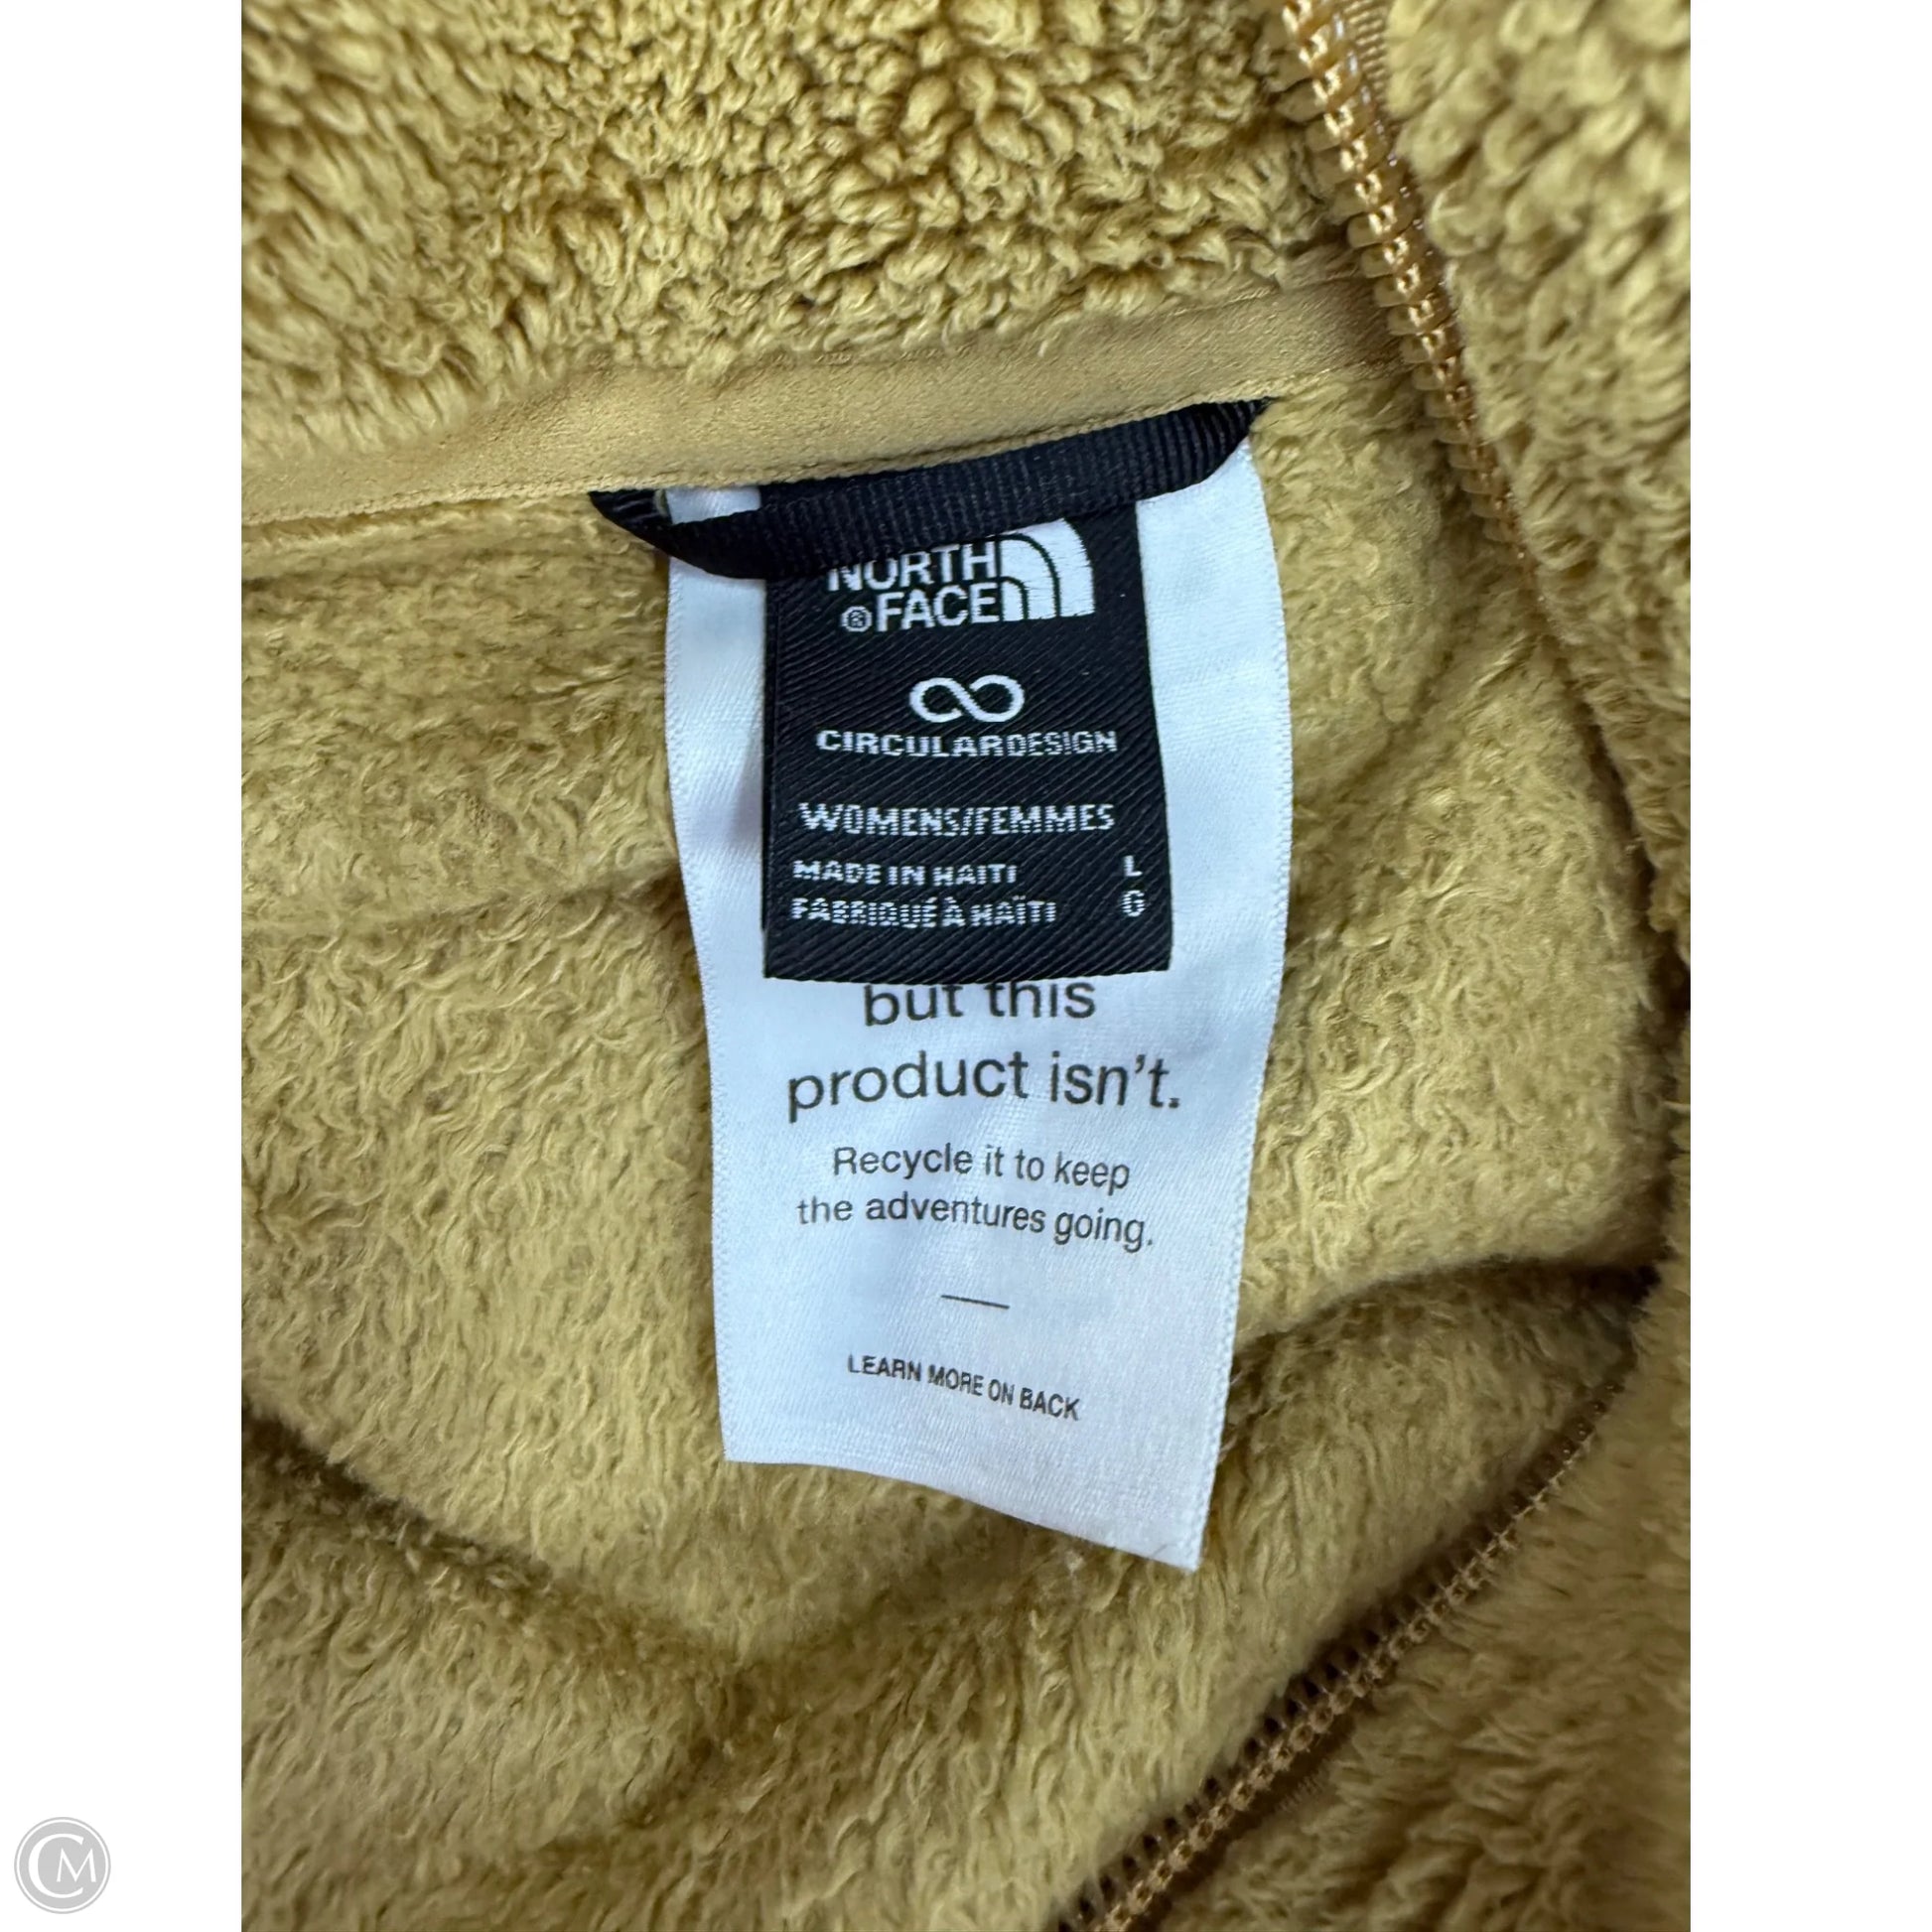 NORTH
®FACE
CIRCULARDESIGN
WOMENS/FEMMES
MADE IN HAITI L
FABRIQUÉ À HAÏTI G
but this
product isn't.
Recycle it to keep
the adventures going.
LEARN MORE ON BACK
CM